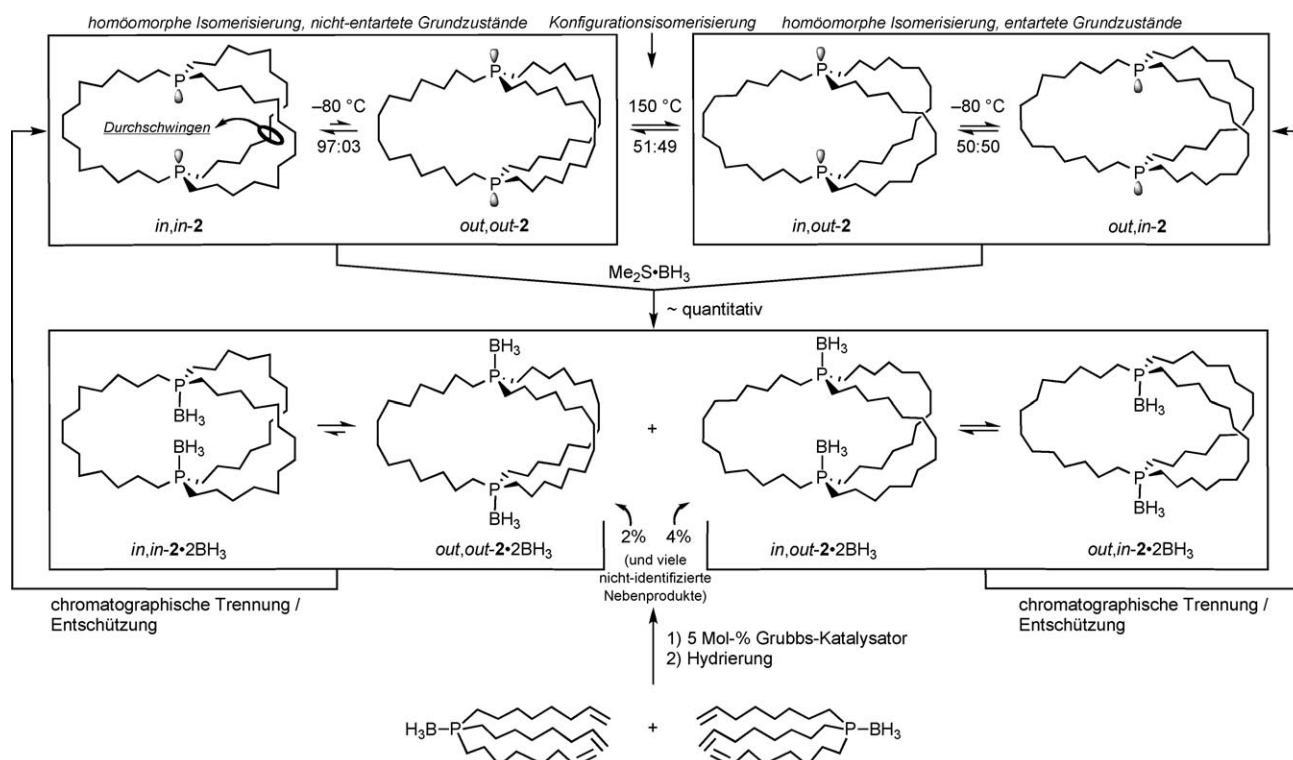 homöomorphe Isomerisierung, nicht-entartete Grundzustände
Konfigurationsisomerisierung
homöomorphe Isomerisierung, entartete Grundzustände
P
P
P
P
–80 °C
150 °C
–80 °C
Durchschwingen
97:03
51:49
50:50
P
P
P
P
in,in-2
out,out-2
in,out-2
out,in-2
Me₂S•BH₃
~ quantitativ
BH₃
BH₃
P
P
P
P
BH₃
BH₃
BH₃
+
BH₃
P
P
P
P
BH₃
BH₃
in,in-2•2BH₃
out,out-2•2BH₃
2% 4%
in,out-2•2BH₃
out,in-2•2BH₃
(und viele
nicht-identifizierte
Nebenprodukte)
chromatographische Trennung /
Entschützung
chromatographische Trennung /
Entschützung
1) 5 Mol-% Grubbs-Katalysator
2) Hydrierung
H₃B–P
+
P–BH₃